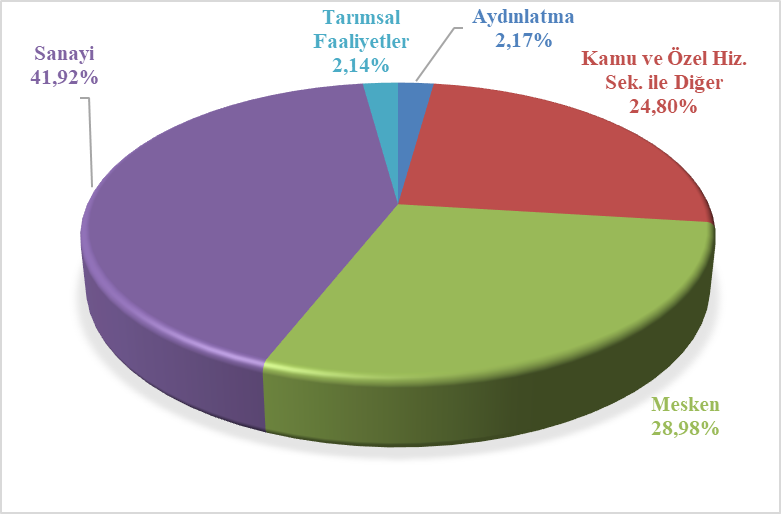 Tarımsal
Faaliyetler
2,14%
Aydınlatma
2,17%
Sanayi
41,92%
Kamu ve Özel Hiz.
Sek. ile Diğer
24,80%
Mesken
28,98%